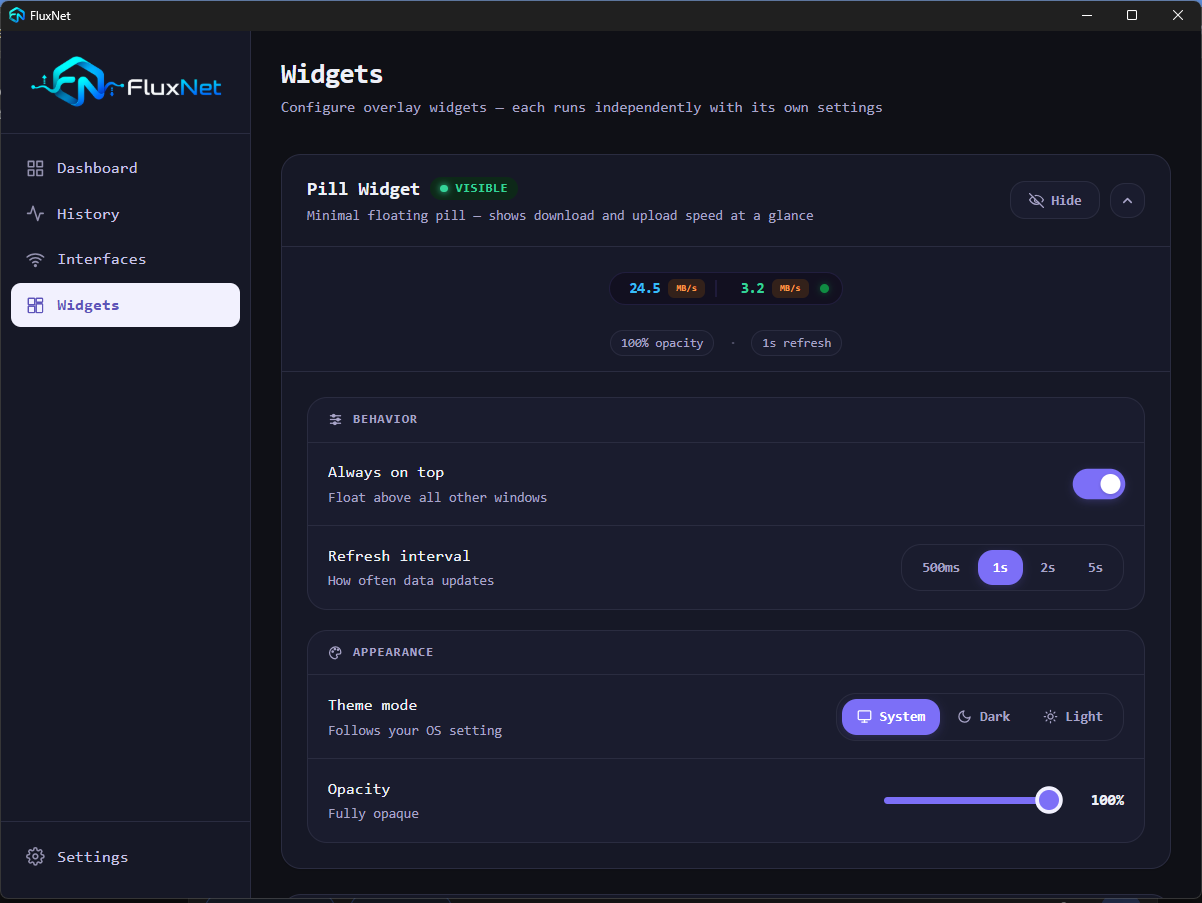 FluxNet
FluxNet
Dashboard
History
Interfaces
Widgets
Settings
Widgets
Configure overlay widgets — each runs independently with its own settings
Pill Widget VISIBLE
Minimal floating pill — shows download and upload speed at a glance
Hide
24.5 MB/s 3.2 MB/s
100% opacity · 1s refresh
BEHAVIOR
Always on top
Float above all other windows
Refresh interval
How often data updates
500ms 1s 2s 5s
APPEARANCE
Theme mode
Follows your OS setting
System Dark Light
Opacity
Fully opaque
100%